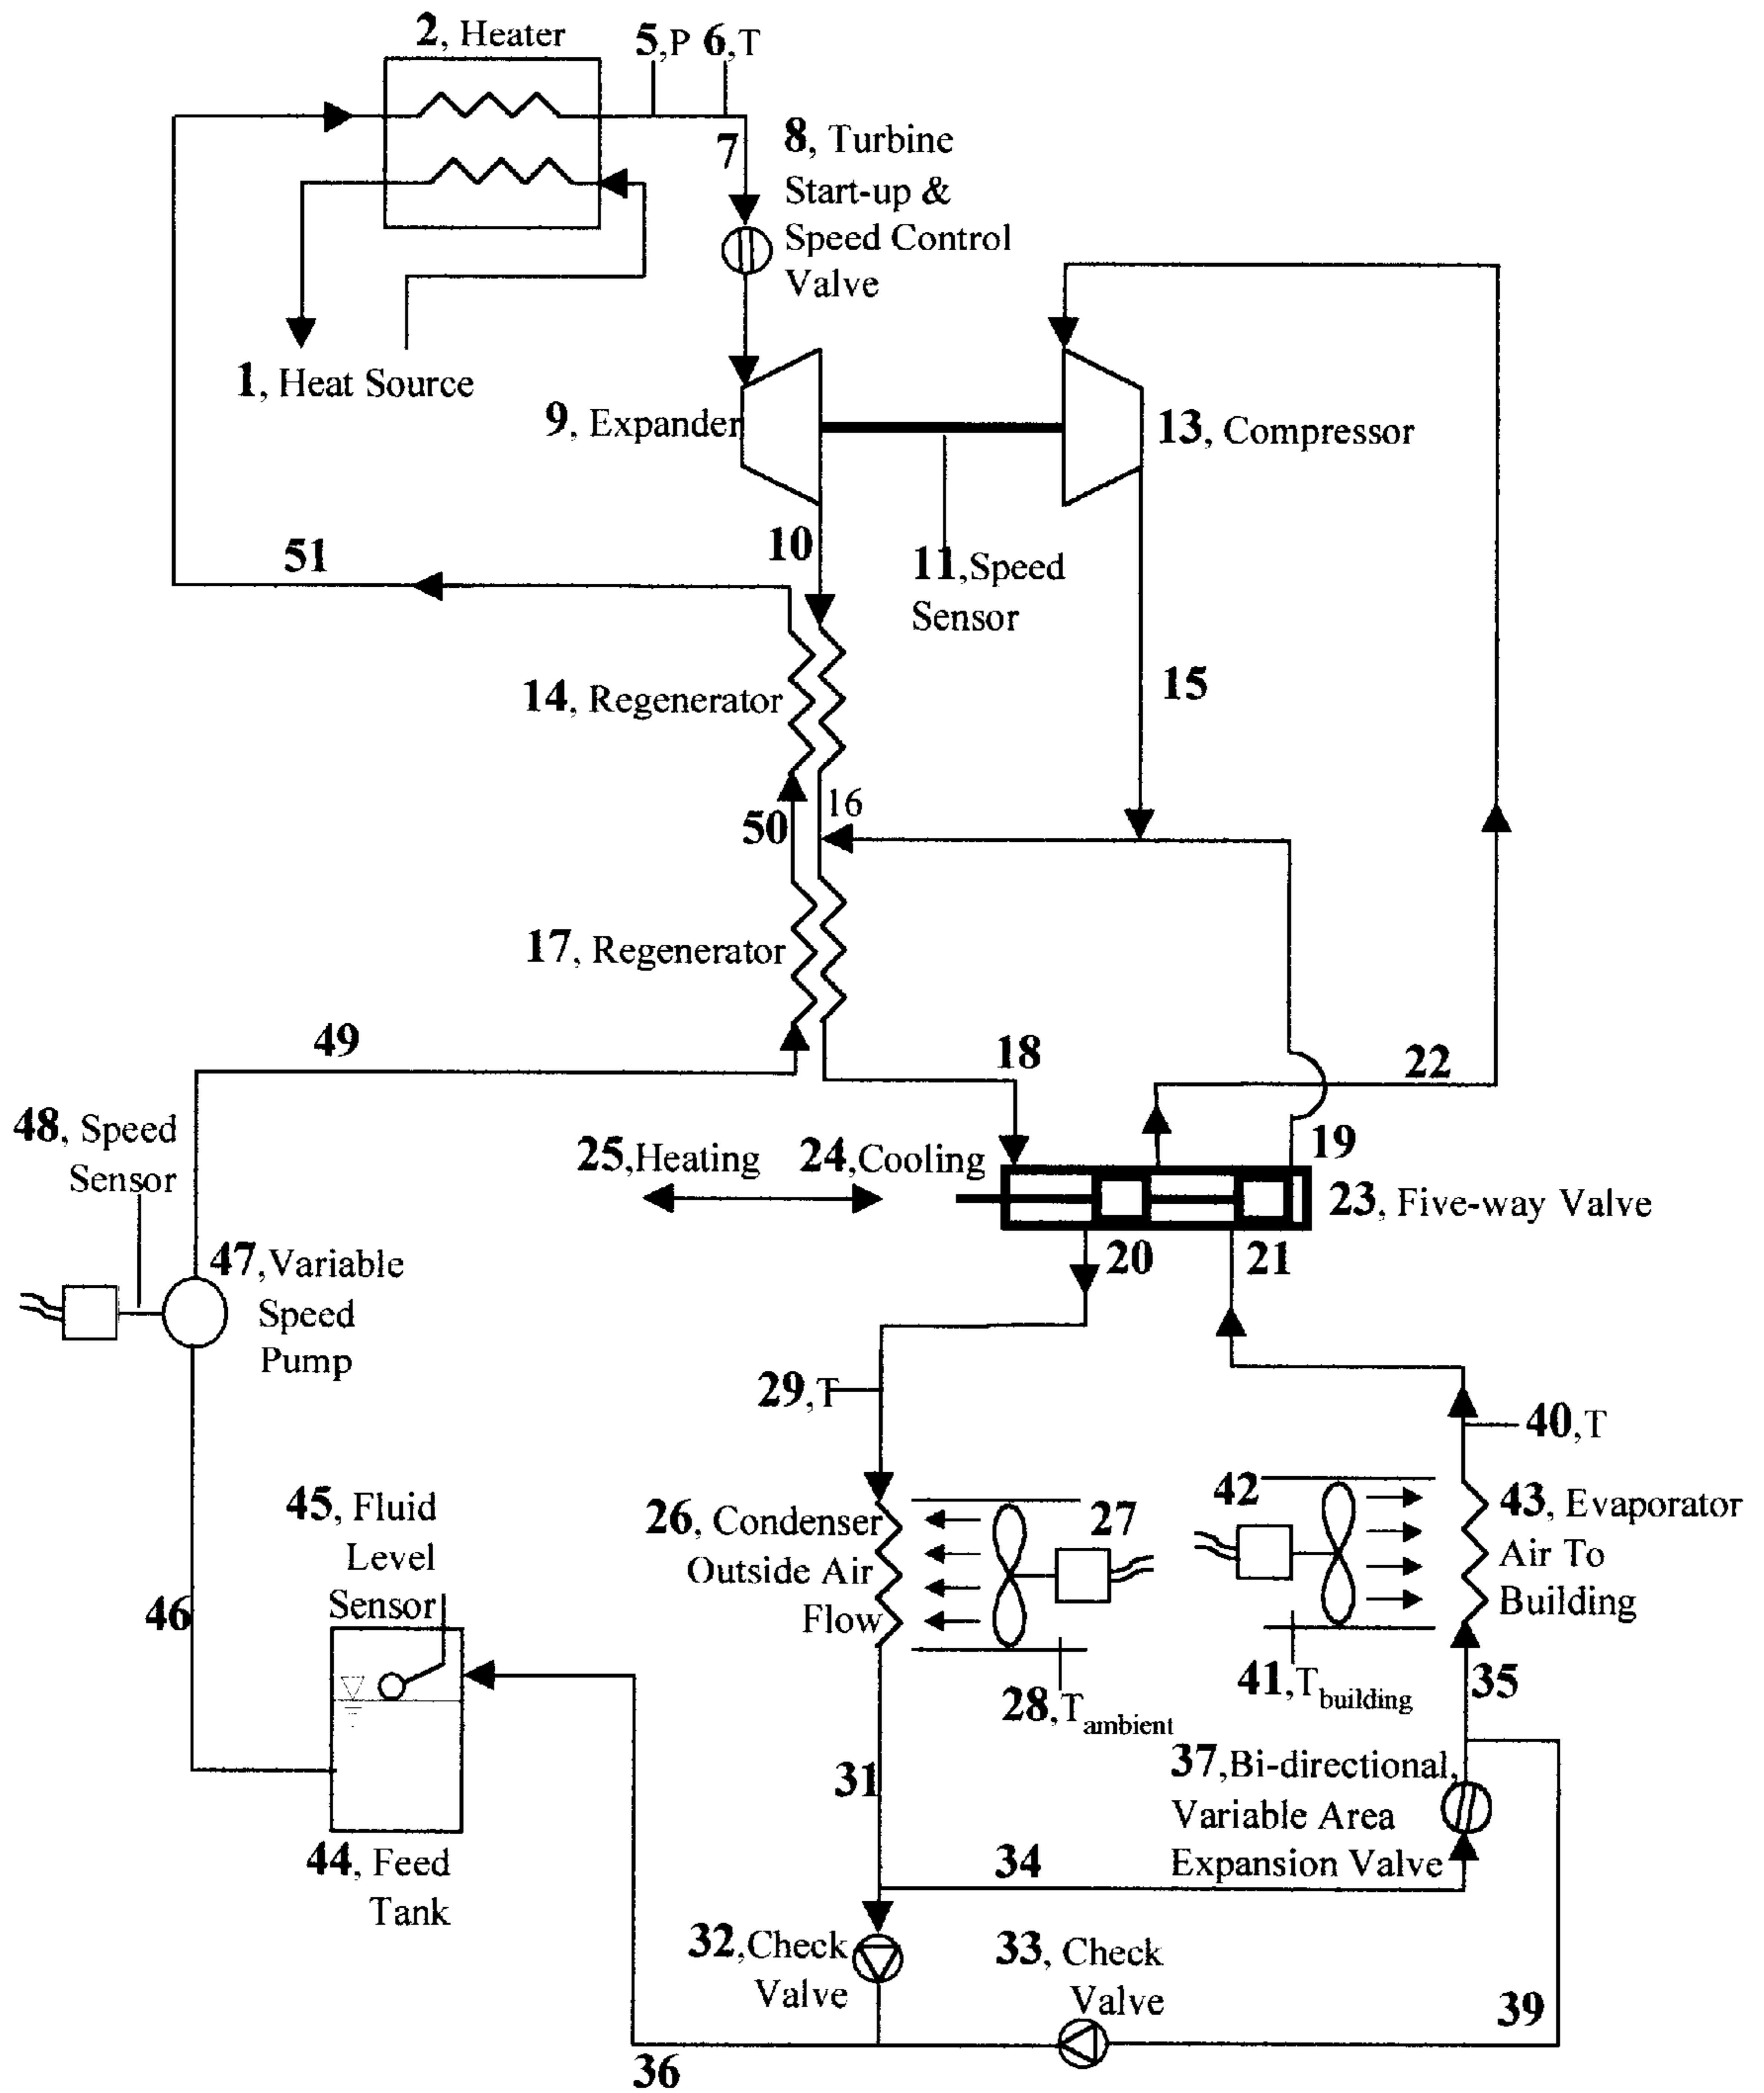 2, Heater
5,P 6,T
7
8, Turbine
Start-up &
Speed Control
Valve
1, Heat Source
9, Expander
13, Compressor
10
11,Speed
Sensor
51
14, Regenerator
15
16
50
17, Regenerator
49
18
22
48, Speed
Sensor
25,Heating
24,Cooling
19
23, Five-way Valve
20
21
47,Variable
Speed
Pump
29,T
40,T
45, Fluid
Level
Sensor
26, Condenser
Outside Air
Flow
27
42
43, Evaporator
Air To
Building
46
28,Tambient
41,Tbuilding
35
31
37,Bi-directional,
Variable Area
Expansion Valve
44, Feed
Tank
34
32,Check
Valve
33, Check
Valve
39
36